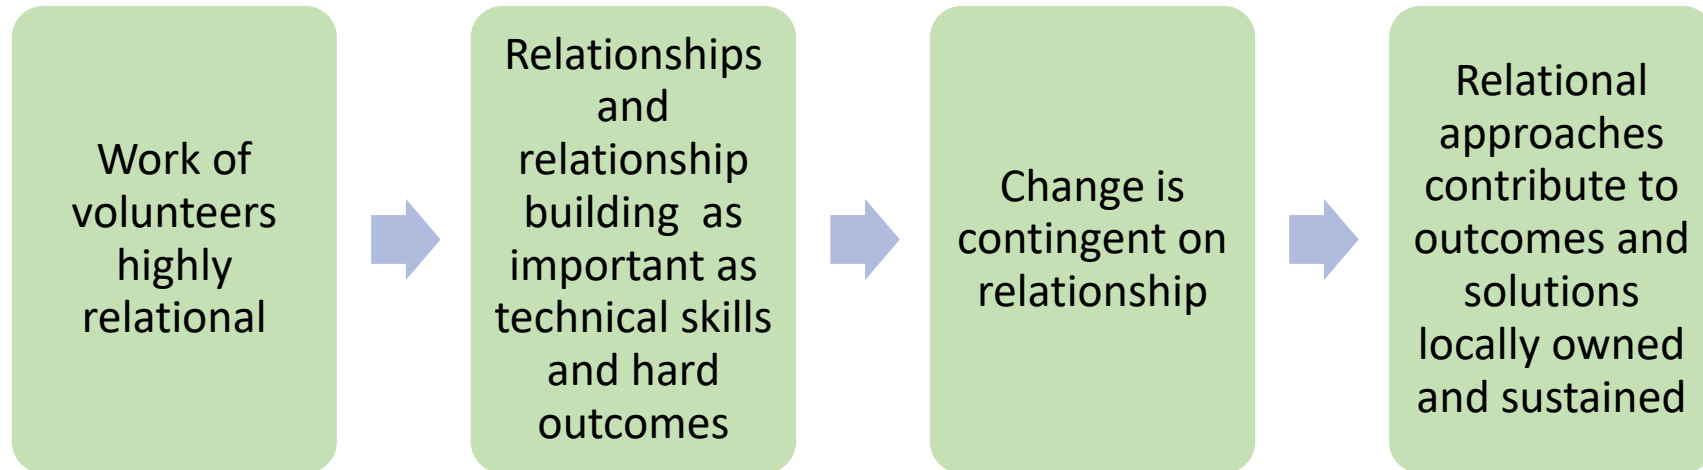 Work of
volunteers
highly
relational
Relationships
and
relationship
building  as
important as
technical skills
and hard
outcomes
Change is
contingent on
relationship
Relational
approaches
contribute to
outcomes and
solutions
locally owned
and sustained